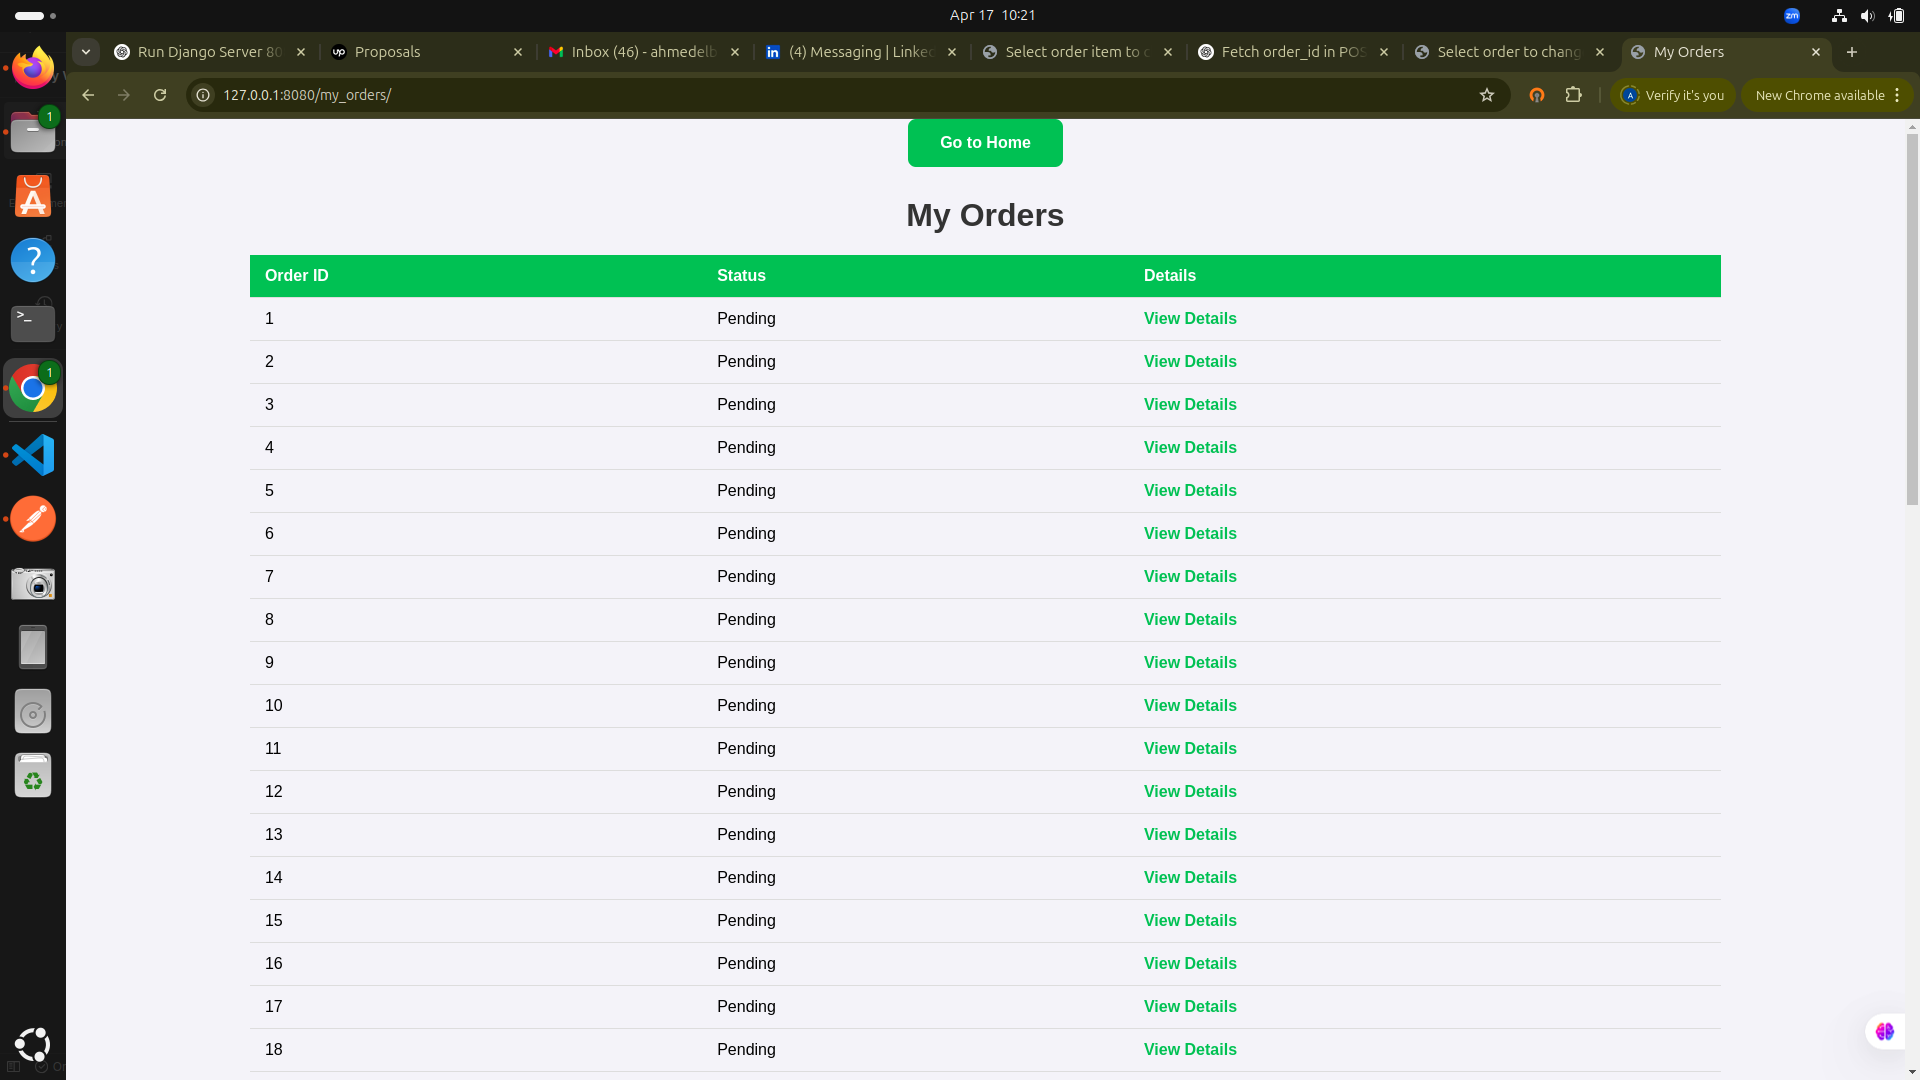 Apr 17 10:21
zm
Run Django Server 80
Proposals
Inbox (46) - ahmedelb
(4) Messaging | Linke
Select order item to c
Fetch order_id in POS
Select order to chang
My Orders
127.0.0.1:8080/my_orders/
Verify it's you
New Chrome available
1
1
Go to Home
My Orders
Order ID Status Details
1 Pending View Details
2 Pending View Details
3 Pending View Details
4 Pending View Details
5 Pending View Details
6 Pending View Details
7 Pending View Details
8 Pending View Details
9 Pending View Details
10 Pending View Details
11 Pending View Details
12 Pending View Details
13 Pending View Details
14 Pending View Details
15 Pending View Details
16 Pending View Details
17 Pending View Details
18 Pending View Details